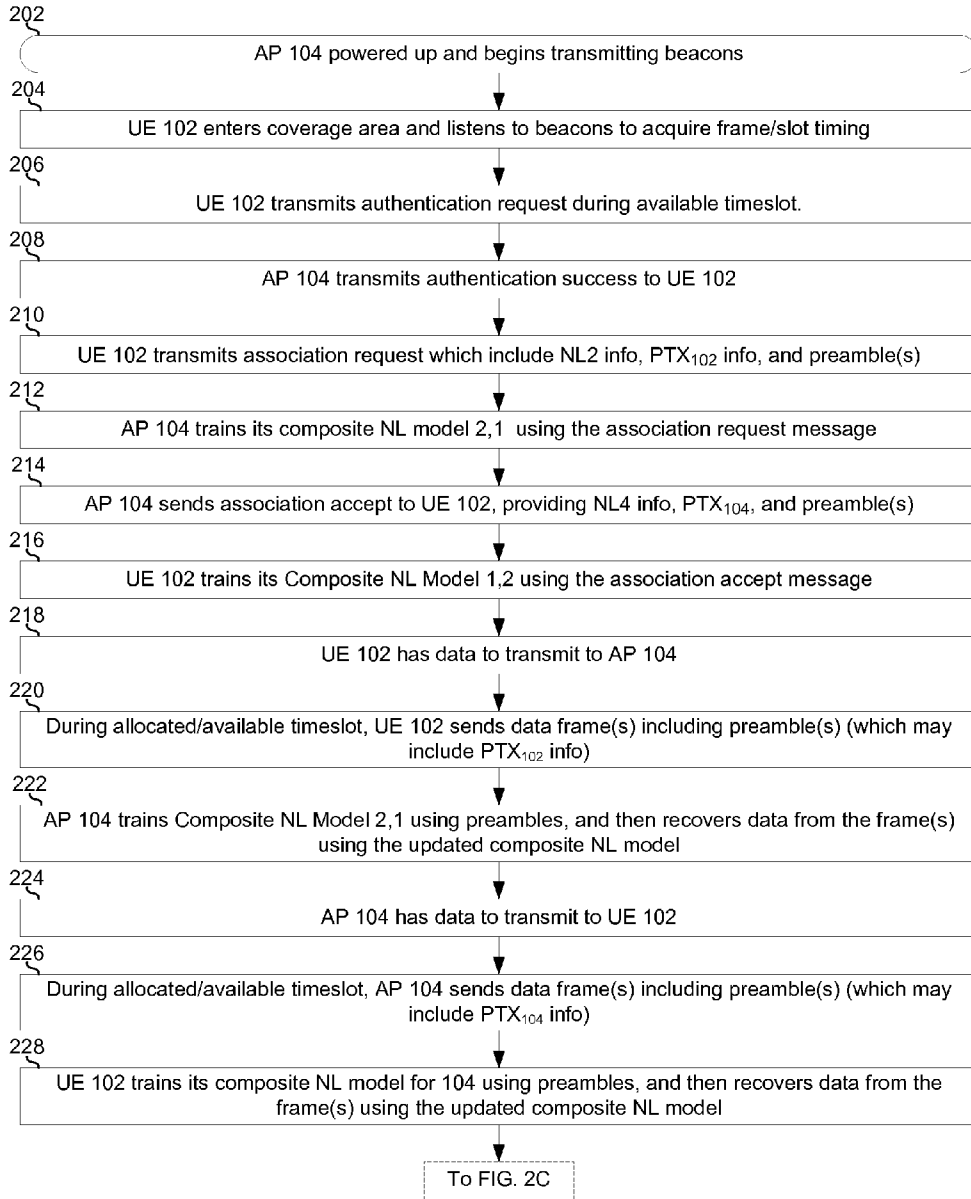 202
AP 104 powered up and begins transmitting beacons
204
UE 102 enters coverage area and listens to beacons to acquire frame/slot timing
206
UE 102 transmits authentication request during available timeslot.
208
AP 104 transmits authentication success to UE 102
210
UE 102 transmits association request which include NL2 info, PTX₁₀₂ info, and preamble(s)
212
AP 104 trains its composite NL model 2,1 using the association request message
214
AP 104 sends association accept to UE 102, providing NL4 info, PTX₁₀₄, and preamble(s)
216
UE 102 trains its Composite NL Model 1,2 using the association accept message
218
UE 102 has data to transmit to AP 104
220
During allocated/available timeslot, UE 102 sends data frame(s) including preamble(s) (which may
include PTX₁₀₂ info)
222
AP 104 trains Composite NL Model 2,1 using preambles, and then recovers data from the frame(s)
using the updated composite NL model
224
AP 104 has data to transmit to UE 102
226
During allocated/available timeslot, AP 104 sends data frame(s) including preamble(s) (which may
include PTX₁₀₄ info)
228
UE 102 trains its composite NL model for 104 using preambles, and then recovers data from the
frame(s) using the updated composite NL model
To FIG. 2C